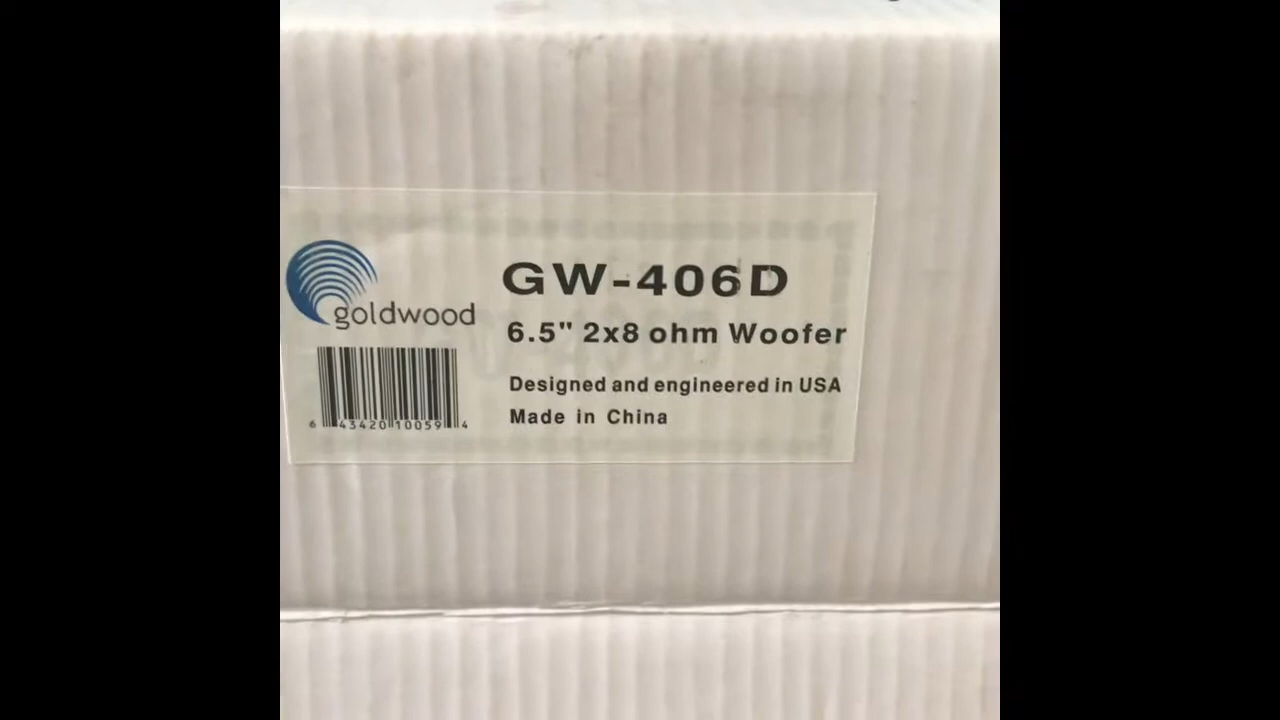 goldwood
GW-406D
6.5" 2x8 ohm Woofer
Designed and engineered in USA
Made in China
6 43420 10059 4